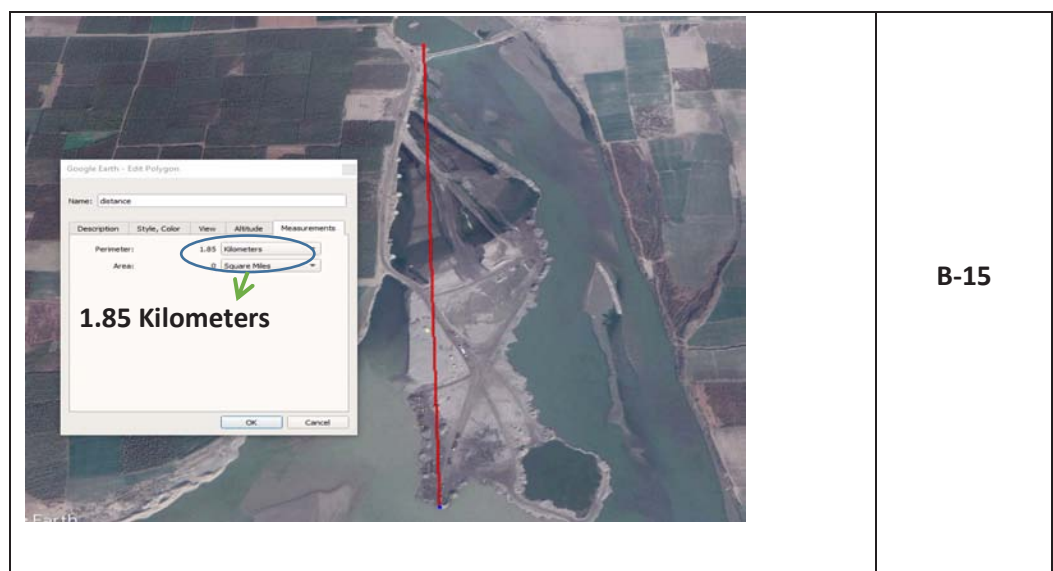 Google Earth - Edit Polygon
Name: distance
Description Style, Color View Altitude Measurements
Perimeter: 1.85 Kilometers
Area: 0 Square Miles
1.85 Kilometers
OK Cancel
Earth
B-15